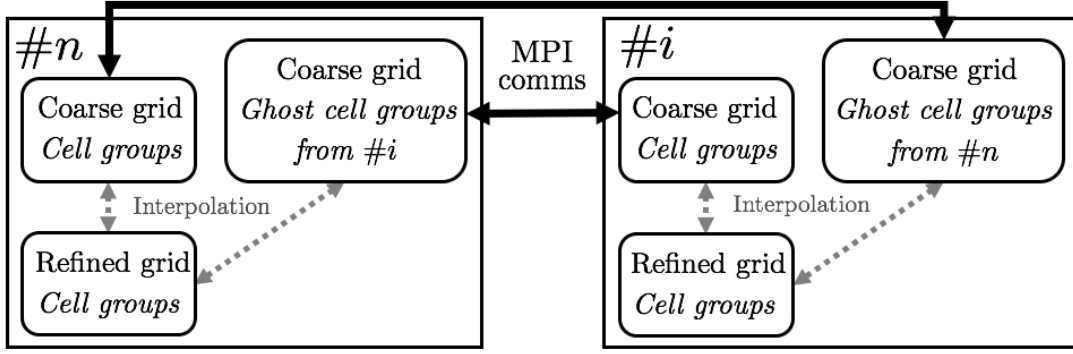 #n
Coarse grid
Cell groups
Coarse grid
Ghost cell groups
from #i
Interpolation
Refined grid
Cell groups
MPI
comms
#i
Coarse grid
Cell groups
Coarse grid
Ghost cell groups
from #n
Interpolation
Refined grid
Cell groups